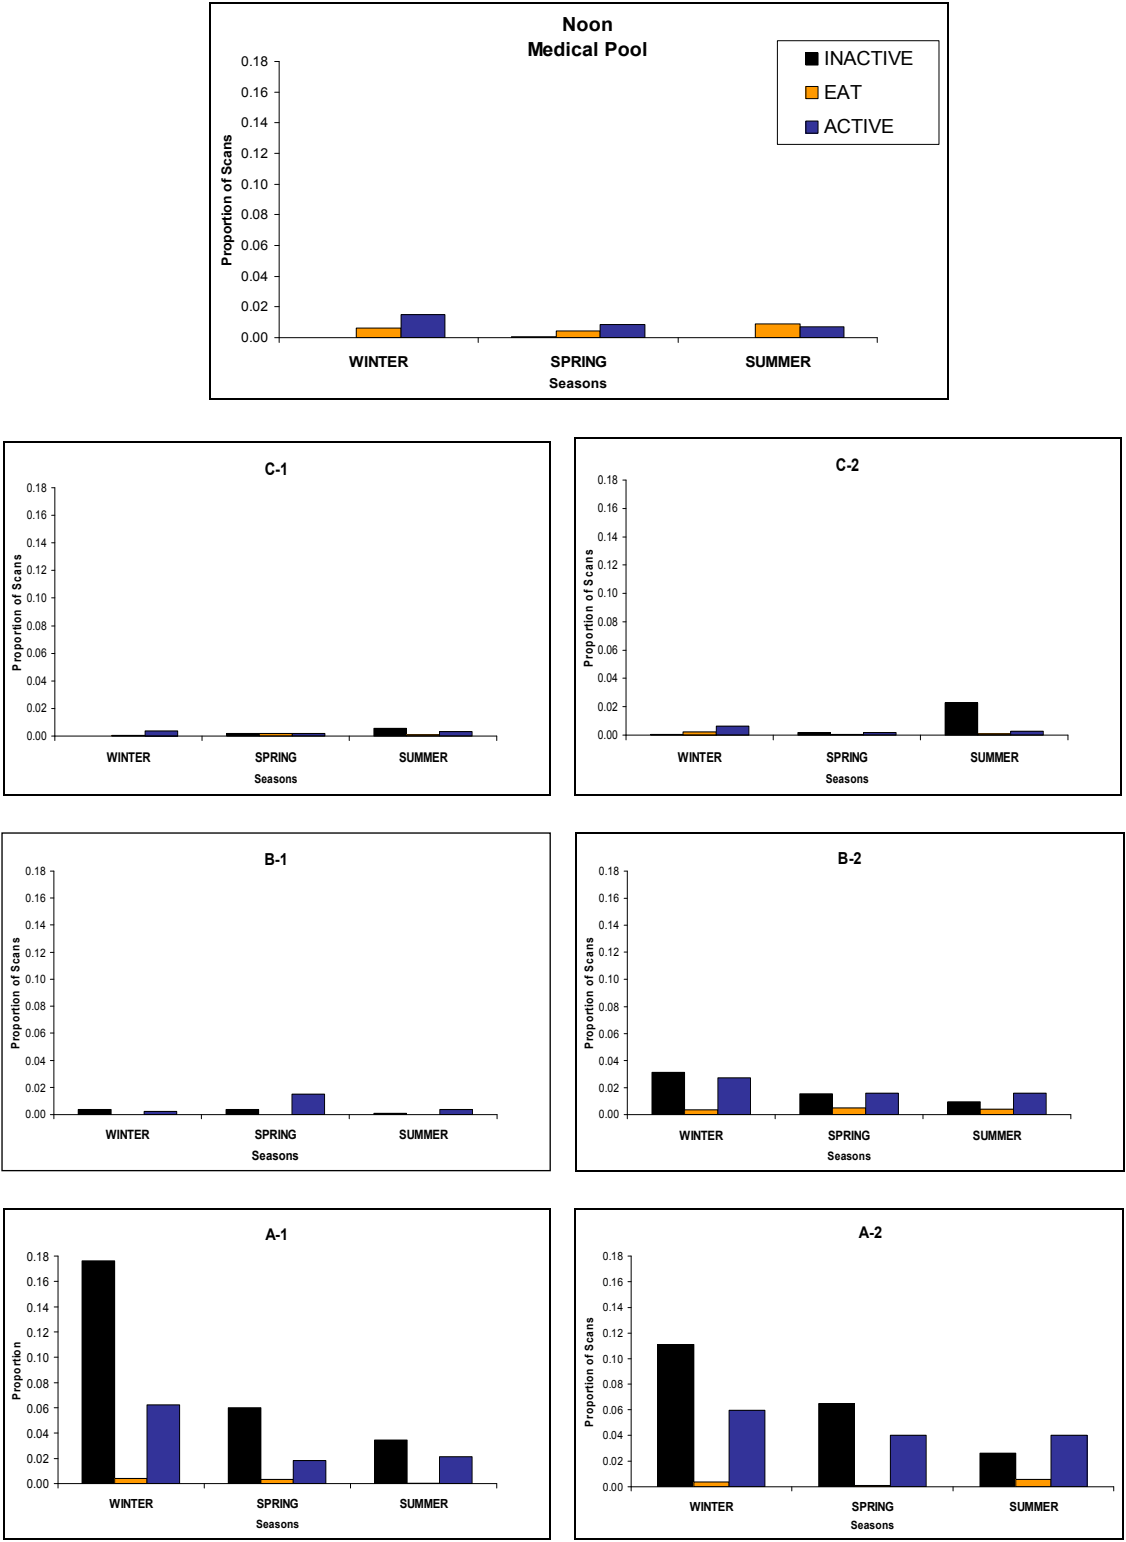 Noon
Medical Pool
INACTIVE
EAT
ACTIVE
Proportion of Scans
0.18
0.16
0.14
0.12
0.10
0.08
0.06
0.04
0.02
0.00
WINTER SPRING SUMMER
Seasons
C-1
Proportion of Scans
0.18
0.16
0.14
0.12
0.10
0.08
0.06
0.04
0.02
0.00
WINTER SPRING SUMMER
Seasons
C-2
Proportion of Scans
0.18
0.16
0.14
0.12
0.10
0.08
0.06
0.04
0.02
0.00
WINTER SPRING SUMMER
Seasons
B-1
Proportion of Scans
0.18
0.16
0.14
0.12
0.10
0.08
0.06
0.04
0.02
0.00
WINTER SPRING SUMMER
Seasons
B-2
Proportion of Scans
0.18
0.16
0.14
0.12
0.10
0.08
0.06
0.04
0.02
0.00
WINTER SPRING SUMMER
Seasons
A-1
Proportion
0.18
0.16
0.14
0.12
0.10
0.08
0.06
0.04
0.02
0.00
WINTER SPRING SUMMER
Seasons
A-2
Proportion of Scans
0.18
0.16
0.14
0.12
0.10
0.08
0.06
0.04
0.02
0.00
WINTER SPRING SUMMER
Seasons